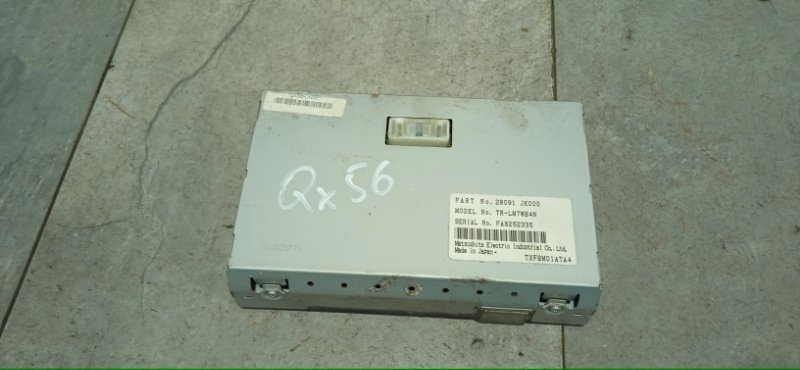 Qx56
PART No. 28091 JK000
MODEL No. TR-LM7WB4N
SERIAL No. FA8252335
Matsushita Electric Industrial Co. Ltd.
Made in Japan
TXFBM01ATA4